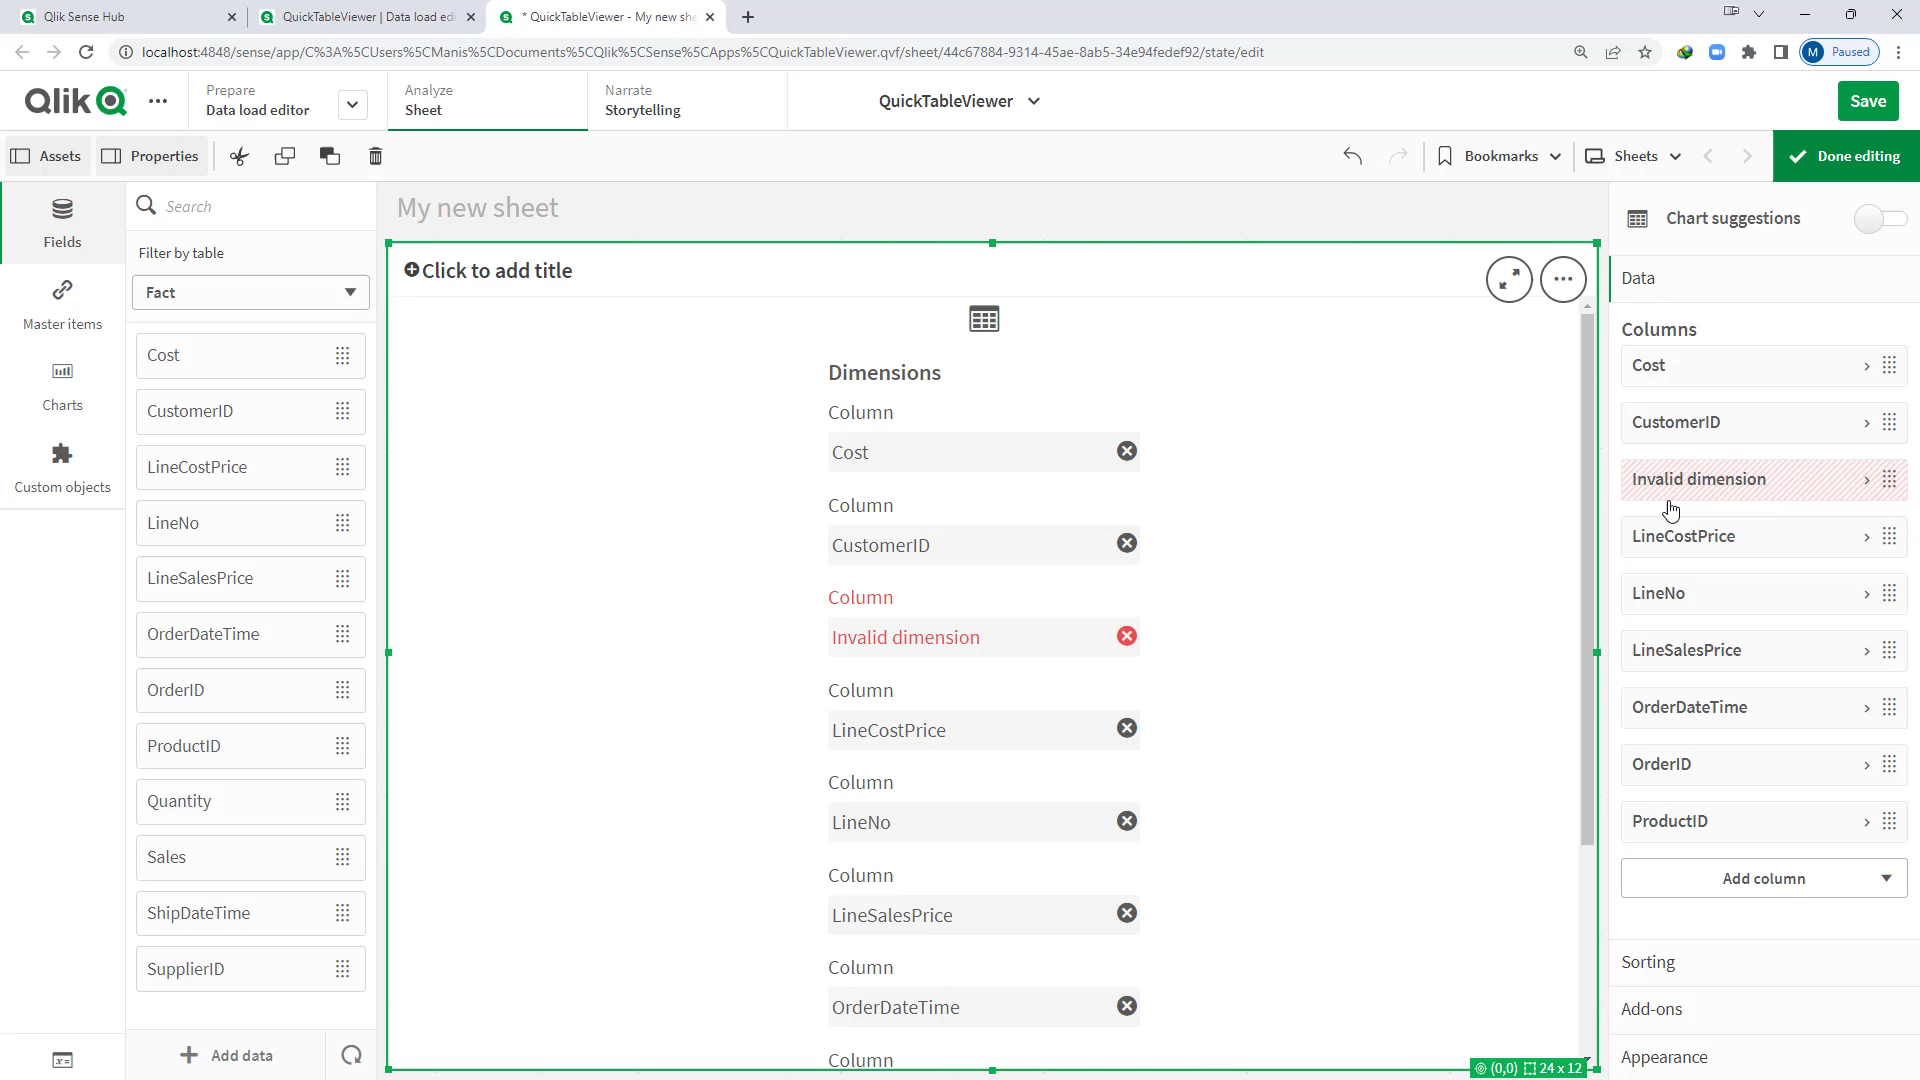 Qlik Sense Hub
QuickTableViewer | Data load edi
* QuickTableViewer - My new she
localhost:4848/sense/app/C%3A%5CUsers%5CManis%5CDocuments%5CQlik%5CSense%5CApps%5CQuickTableViewer.qvf/sheet/44c67884-9314-45ae-8ab5-34e94fedef92/state/edit
M Paused
Qlik
Prepare
Data load editor
Analyze
Sheet
Narrate
Storytelling
QuickTableViewer
Save
Assets
Properties
Bookmarks
Sheets
Done editing
Fields
Master items
Charts
Custom objects
Search
Filter by table
Fact
Cost
CustomerID
LineCostPrice
LineNo
LineSalesPrice
OrderDateTime
OrderID
ProductID
Quantity
Sales
ShipDateTime
SupplierID
Add data
My new sheet
Click to add title
Dimensions
Column
Cost
Column
CustomerID
Column
Invalid dimension
Column
LineCostPrice
Column
LineNo
Column
LineSalesPrice
Column
OrderDateTime
Column
(0,0) 24 x 12
Chart suggestions
Data
Columns
Cost
CustomerID
Invalid dimension
LineCostPrice
LineNo
LineSalesPrice
OrderDateTime
OrderID
ProductID
Add column
Sorting
Add-ons
Appearance